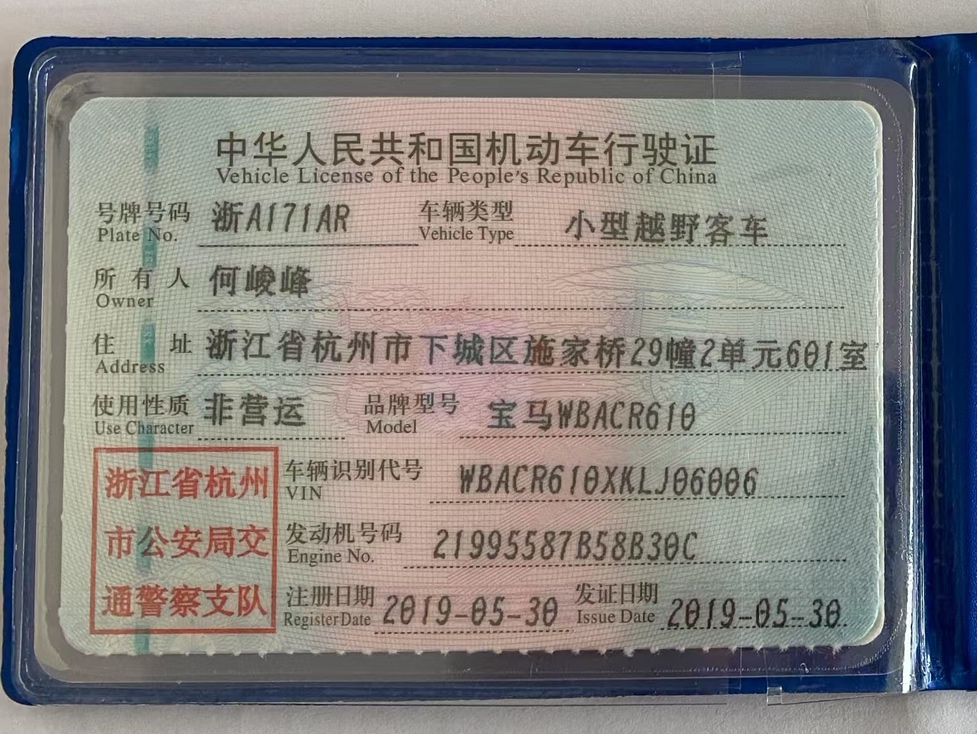 中华人民共和国机动车行驶证
Vehicle License of the People's Republic of China
号牌号码 浙A171AR 车辆类型 小型越野客车
Plate No. Vehicle Type
所有人 何峻峰
Owner
住址 浙江省杭州市下城区施家桥29幢2单元601室
Address
使用性质 非营运 品牌型号 宝马WBACR610
Use Character Model
浙江省杭州 车辆识别代号 WBACR610XKLJ06006
VIN
市公安局交 发动机号码 21995587B58B30C
Engine No.
通警察支队 注册日期 2019-05-30 发证日期 2019-05-30
Register Date Issue Date